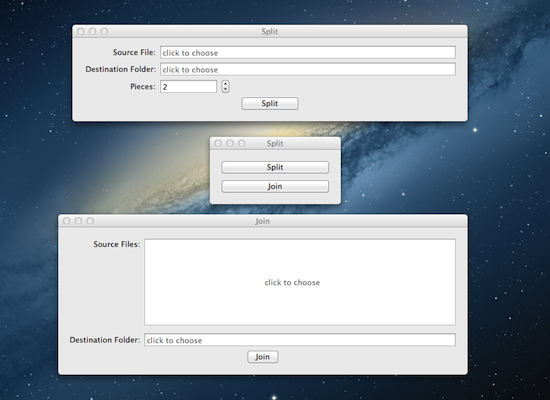 Split
Source File: click to choose
Destination Folder: click to choose
Pieces: 2
Split
Split
Split
Join
Join
Source Files:
click to choose
Destination Folder: click to choose
Join